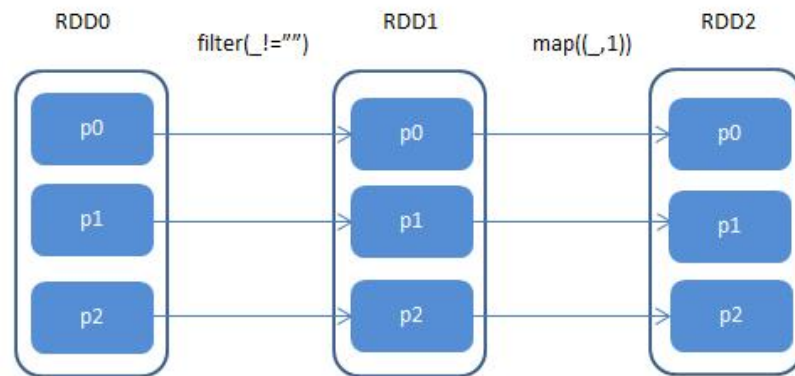 RDD0
RDD1
RDD2
filter(_!="")
map((_,1))
p0
p0
p0
p1
p1
p1
p2
p2
p2